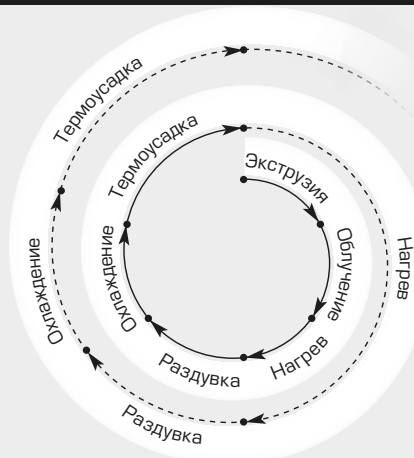 Экструзия
Облучение
Нагрев
Раздувка
Охлаждение
Термоусадка
Нагрев
Раздувка
Охлаждение
Термоусадка